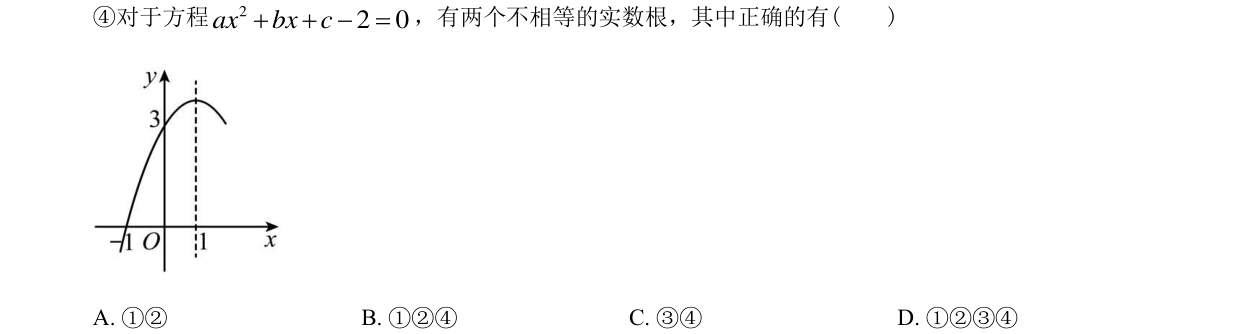 ④对于方程ax²+bx+c-2=0，有两个不相等的实数根，其中正确的有(　　)
y
3
-1 O 1 x
A. ①②　B. ①②④　C. ③④　D. ①②③④